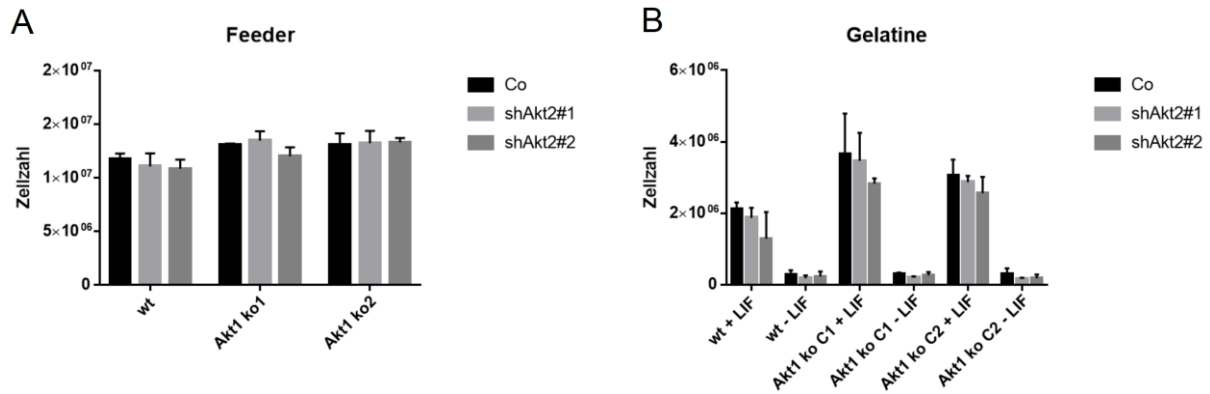 A
Feeder
Zellzahl
2×10⁰⁷
2×10⁰⁷
1×10⁰⁷
5×10⁰⁶
0
wt
Akt1 ko1
Akt1 ko2
Co
shAkt2#1
shAkt2#2
B
Gelatine
Zellzahl
6×10⁰⁶
4×10⁰⁶
2×10⁰⁶
0
wt + LIF
wt - LIF
Akt1 ko C1 + LIF
Akt1 ko C1 - LIF
Akt1 ko C2 + LIF
Akt1 ko C2 - LIF
Co
shAkt2#1
shAkt2#2